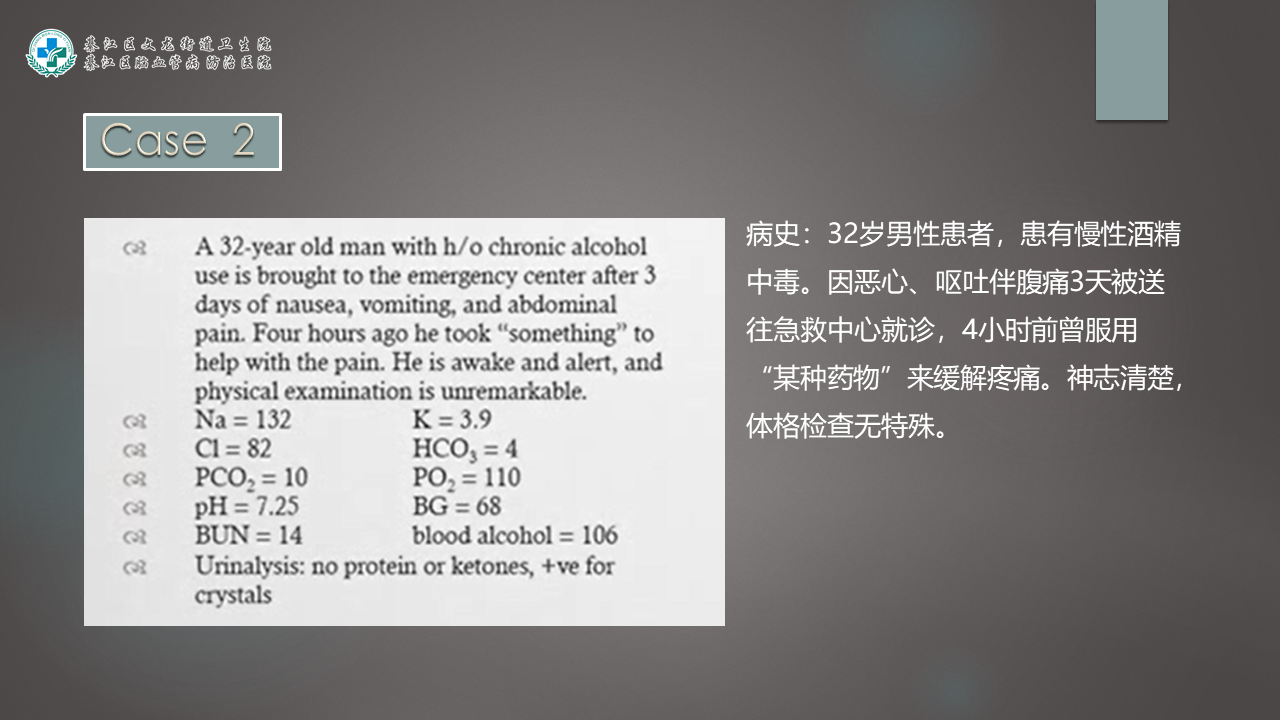 綦江区文龙街道卫生院
綦江区脑血管病防治医院
Case 2
A 32-year old man with h/o chronic alcohol
use is brought to the emergency center after 3
days of nausea, vomiting, and abdominal
pain. Four hours ago he took “something” to
help with the pain. He is awake and alert, and
physical examination is unremarkable.
Na = 132 K = 3.9
Cl = 82 HCO₃ = 4
PCO₂ = 10 PO₂ = 110
pH = 7.25 BG = 68
BUN = 14 blood alcohol = 106
Urinalysis: no protein or ketones, +ve for
crystals
病史：32岁男性患者，患有慢性酒精
中毒。因恶心、呕吐伴腹痛3天被送
往急救中心就诊，4小时前曾服用
“某种药物”来缓解疼痛。神志清楚，
体格检查无特殊。